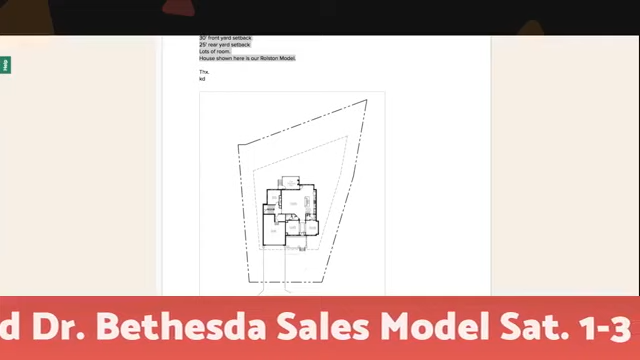 30' front yard setback
25' rear yard setback
Lots of room.
House shown here is our Rolston Model.
Thx.
kd
Help
d Dr. Bethesda Sales Model Sat. 1-3